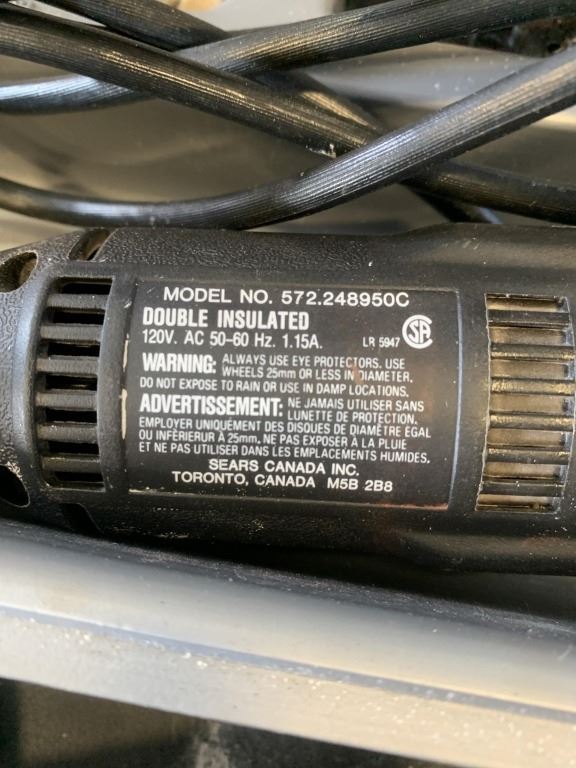 MODEL NO. 572.248950C
DOUBLE INSULATED
120V. AC 50-60 Hz. 1.15A. LR 5947 SA
WARNING: ALWAYS USE EYE PROTECTORS. USE
WHEELS 25mm OR LESS IN DIAMETER.
DO NOT EXPOSE TO RAIN OR USE IN DAMP LOCATIONS.
ADVERTISSEMENT: NE JAMAIS UTILISER SANS
LUNETTE DE PROTECTION.
EMPLOYER UNIQUEMENT DES DISQUES DE DIAMÈTRE EGAL
OU INFÉRIERUR À 25mm. NE PAS EXPOSER À LA PLUIE
ET NE PAS UTILISER DANS LES EMPLACEMENTS HUMIDES.
SEARS CANADA INC.
TORONTO, CANADA M5B 2B8